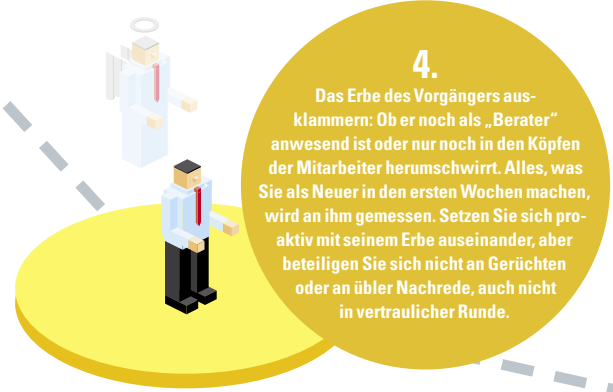 4.
Das Erbe des Vorgängers aus-
klammern: Ob er noch als „Berater“
anwesend ist oder nur noch in den Köpfen
der Mitarbeiter herumschwirrt. Alles, was
Sie als Neuer in den ersten Wochen machen,
wird an ihm gemessen. Setzen Sie sich pro-
aktiv mit seinem Erbe auseinander, aber
beteiligen Sie sich nicht an Gerüchten
oder an übler Nachrede, auch nicht
in vertraulicher Runde.